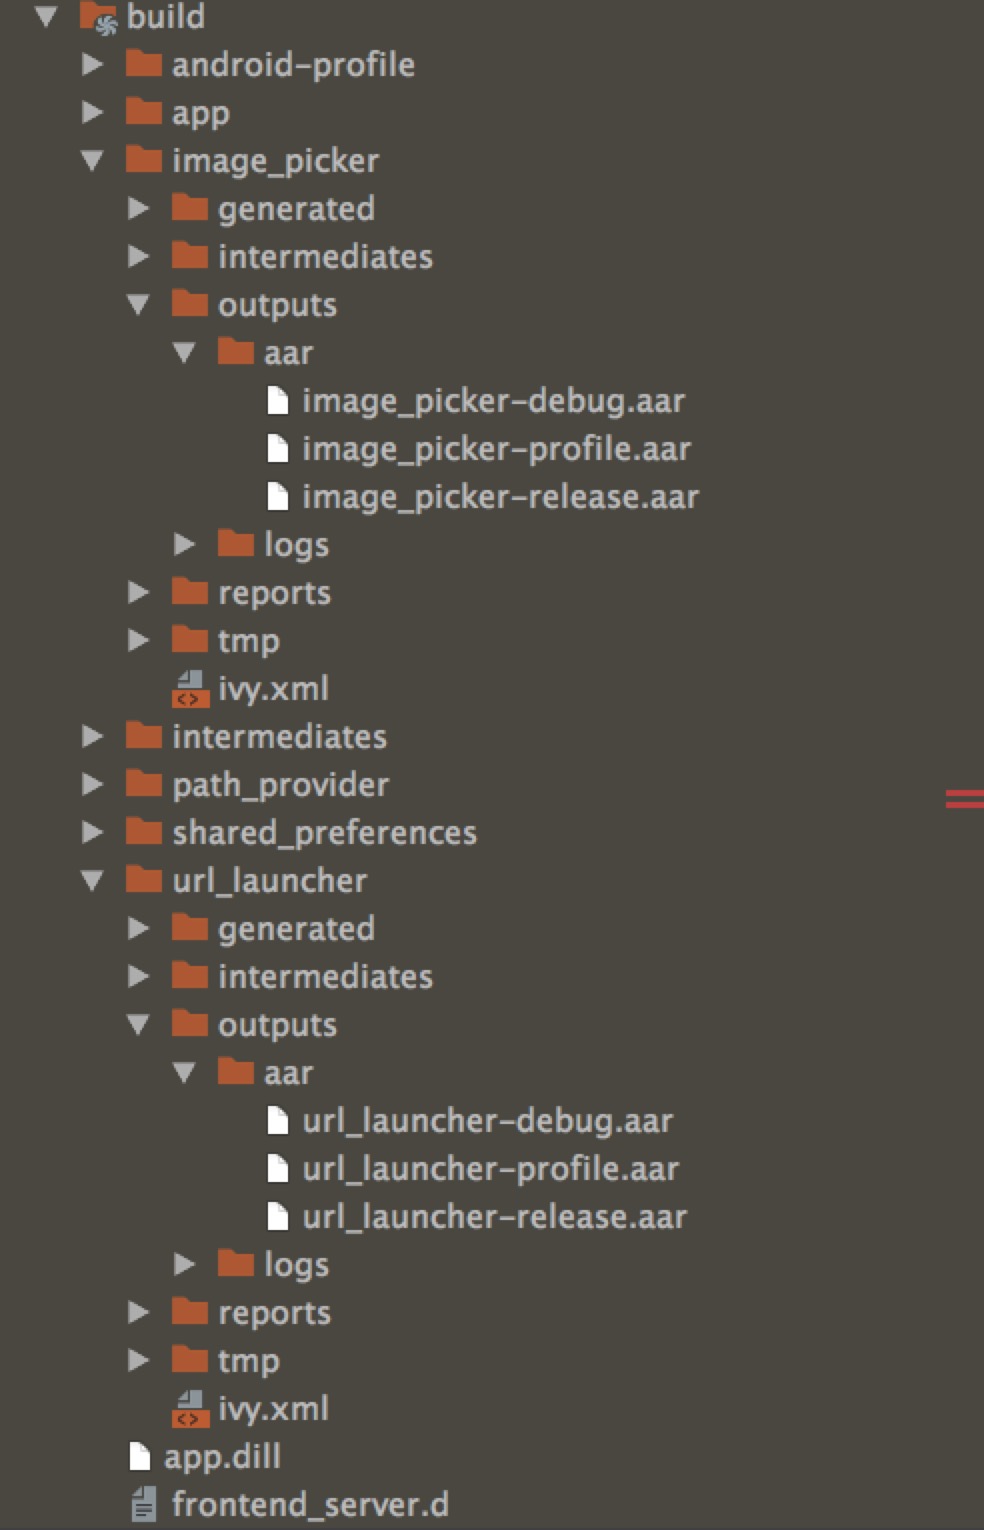 build
android-profile
app
image_picker
generated
intermediates
outputs
aar
image_picker-debug.aar
image_picker-profile.aar
image_picker-release.aar
logs
reports
tmp
ivy.xml
intermediates
path_provider
shared_preferences
url_launcher
generated
intermediates
outputs
aar
url_launcher-debug.aar
url_launcher-profile.aar
url_launcher-release.aar
logs
reports
tmp
ivy.xml
app.dill
frontend_server.d